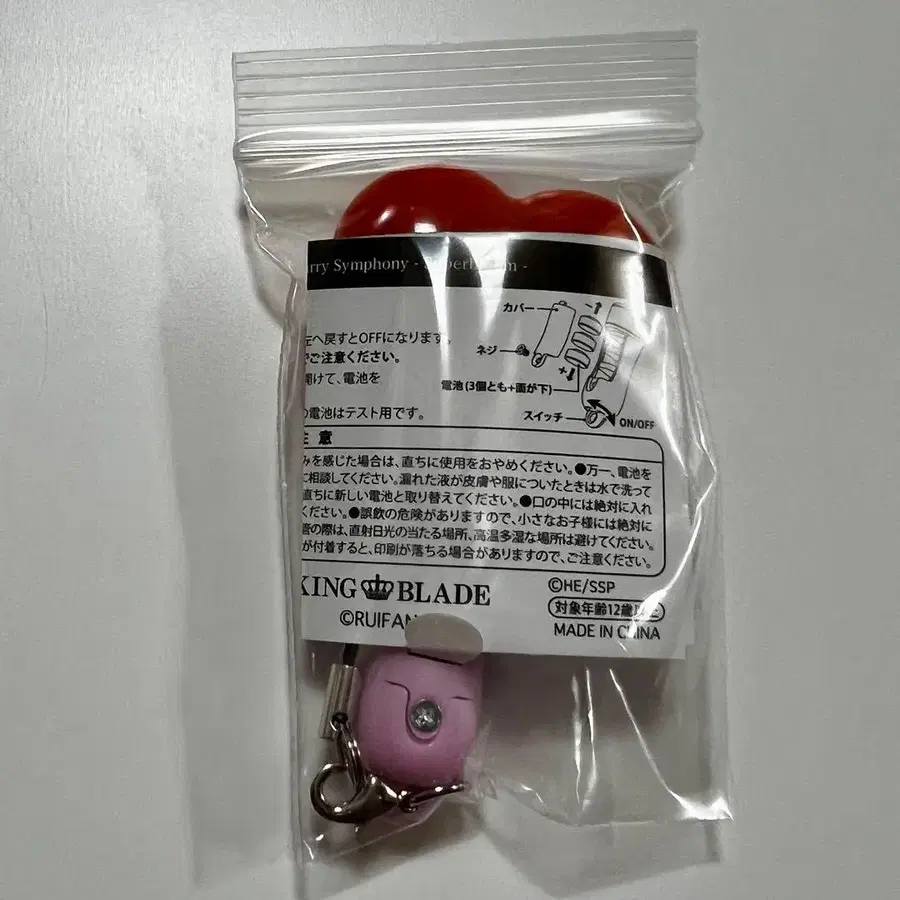 rry Symphony -
カバー
左へ戻すとOFFになります。
ご注意ください。
ネジ
開けて、電池を
電池(3個とも+面が下)
の電池はテスト用です。
スイッチ
ON/OFF
注 意
みを感じた場合は、直ちに使用をおやめください。●万一、電池を
に相談してください。漏れた液が皮膚や服についたときは水で洗って
直ちに新しい電池と取り替えてください。●口の中には絶対に入れ
ください。●誤飲の危険がありますので、小さなお子様には絶対に
管の際は、直射日光の当たる場所、高温多湿な場所は避けてください。
が付着すると、印刷が落ちる場合がありますので、ご注意ください。
KING BLADE
©HE/SSP
©RUIFAN
対象年齢12歳以上
MADE IN CHINA